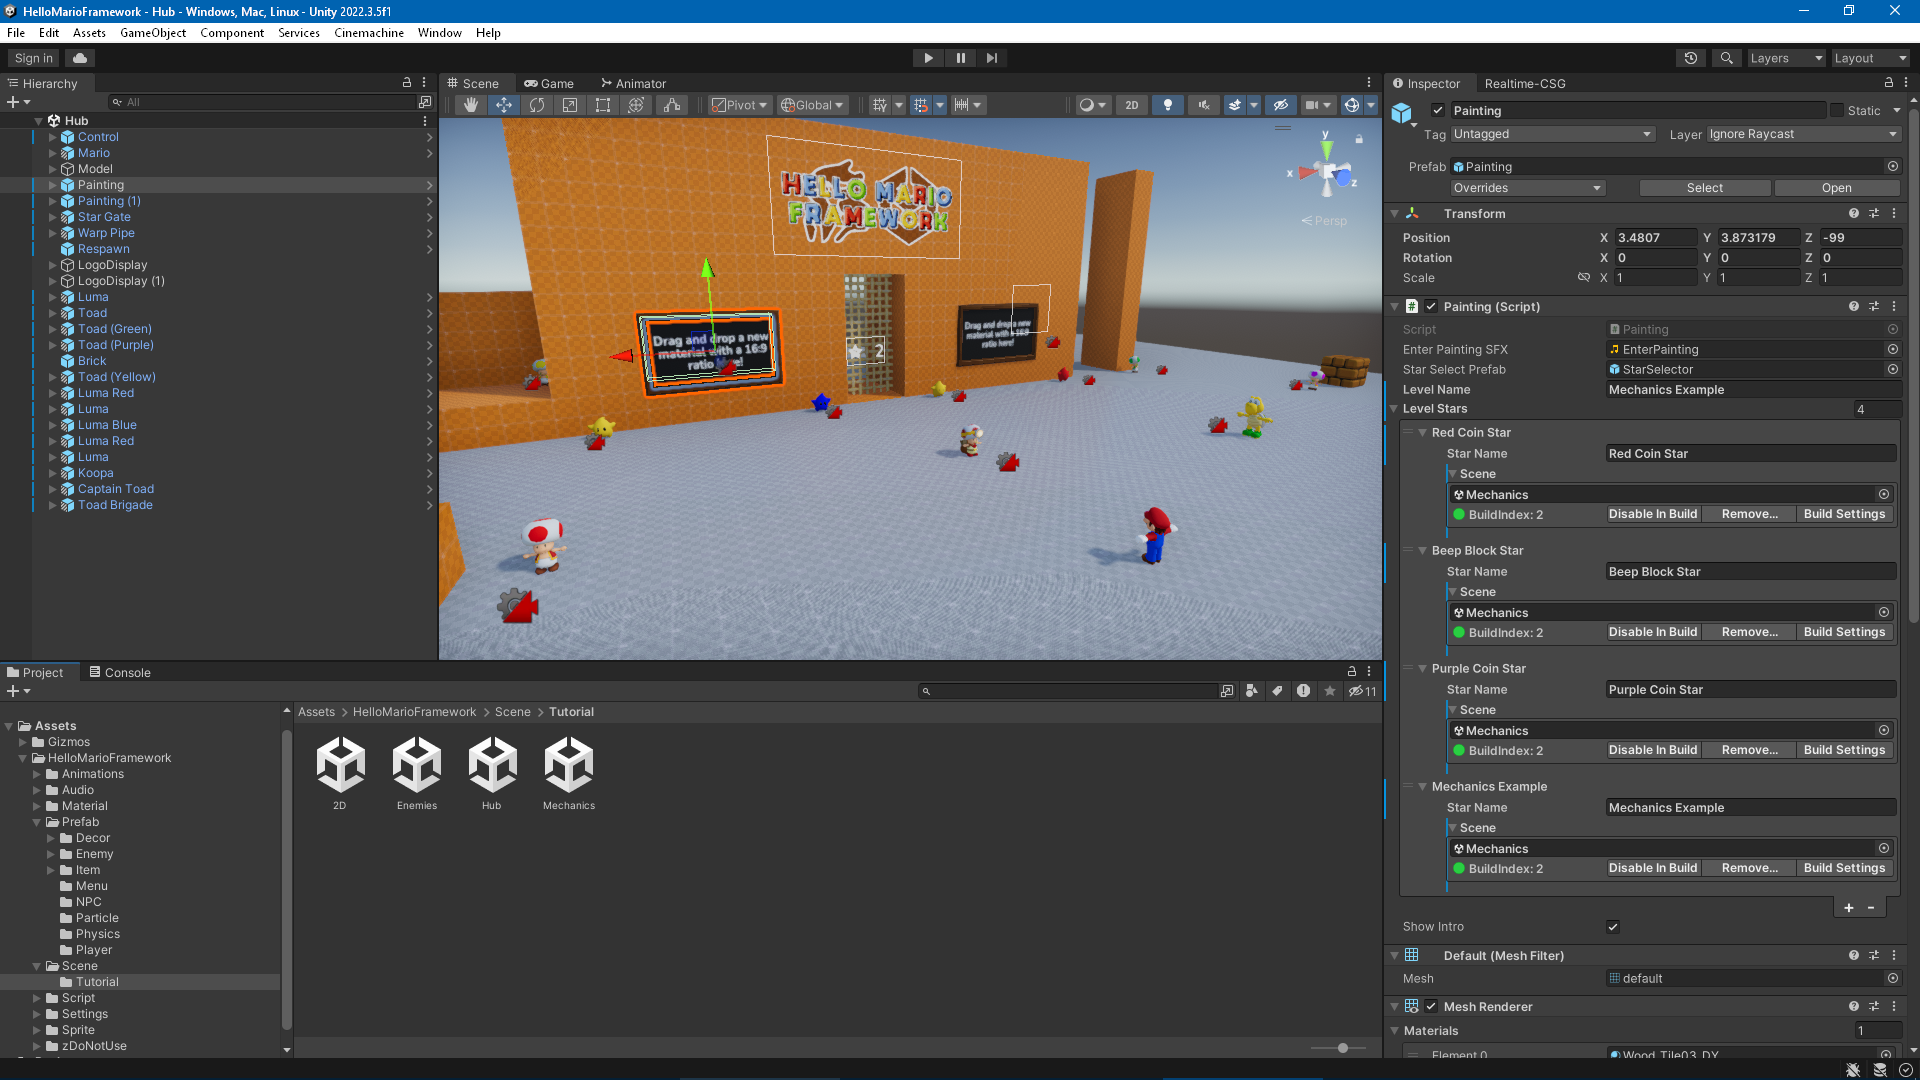 HelloMarioFramework - Hub - Windows, Mac, Linux - Unity 2022.3.5f1
File Edit Assets GameObject Component Services Cinemachine Window Help
Sign in
Layers Layout
Hierarchy
All
Hub
Control
Mario
Model
Painting
Painting (1)
Star Gate
Warp Pipe
Respawn
LogoDisplay
LogoDisplay (1)
Luma
Toad
Toad (Green)
Toad (Purple)
Brick
Toad (Yellow)
Luma Red
Luma
Luma Blue
Luma Red
Luma
Koopa
Captain Toad
Toad Brigade
Scene Game Animator
Pivot Global 2D
HELLO MARIO
FRAMEWORK
y
x
z
Persp
Drag and drop a new
material with a 16:9
ratio here!
2
Drag and drop a new
material with a 16:9
ratio here!
Project Console
11
Assets
Gizmos
HelloMarioFramework
Animations
Audio
Material
Prefab
Decor
Enemy
Item
Menu
NPC
Particle
Physics
Player
Scene
Tutorial
Script
Settings
Sprite
zDoNotUse
Assets > HelloMarioFramework > Scene > Tutorial
2D Enemies Hub Mechanics
Inspector Realtime-CSG
Painting Static
Tag Untagged Layer Ignore Raycast
Prefab Painting
Overrides Select Open
Transform
Position X 3.4807 Y 3.873179 Z -99
Rotation X 0 Y 0 Z 0
Scale X 1 Y 1 Z 1
# Painting (Script)
Script Painting
Enter Painting SFX EnterPainting
Star Select Prefab StarSelector
Level Name Mechanics Example
Level Stars 4
Red Coin Star
Star Name Red Coin Star
Scene
Mechanics
BuildIndex: 2 Disable In Build Remove... Build Settings
Beep Block Star
Star Name Beep Block Star
Scene
Mechanics
BuildIndex: 2 Disable In Build Remove... Build Settings
Purple Coin Star
Star Name Purple Coin Star
Scene
Mechanics
BuildIndex: 2 Disable In Build Remove... Build Settings
Mechanics Example
Star Name Mechanics Example
Scene
Mechanics
BuildIndex: 2 Disable In Build Remove... Build Settings
+ -
Show Intro
Default (Mesh Filter)
Mesh default
Mesh Renderer
Materials 1
Element 0 Wood_Tile03_DY